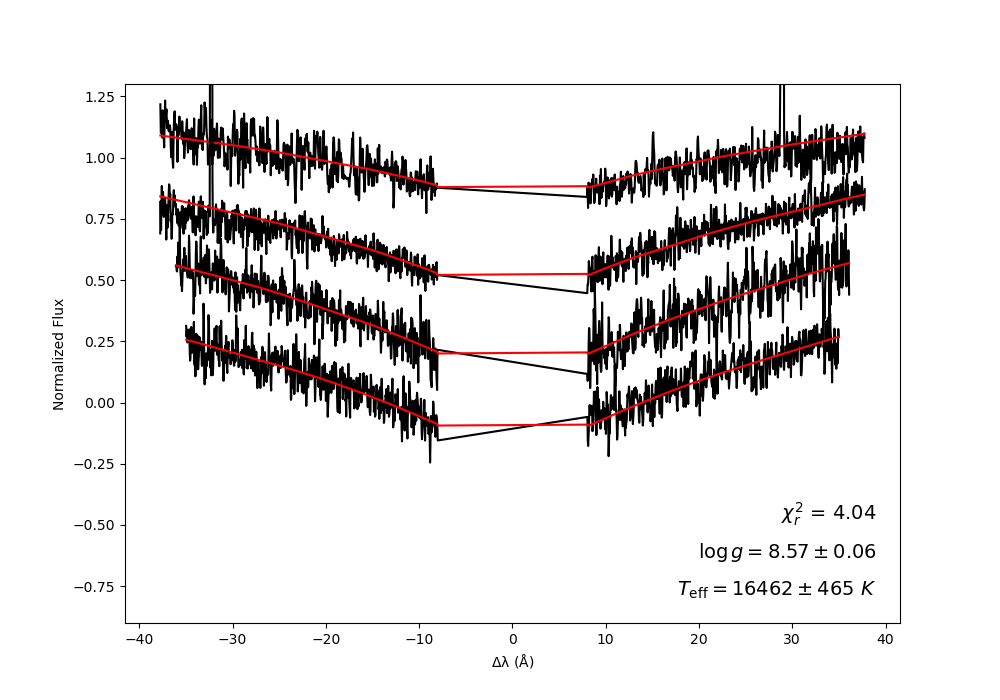 Normalized Flux
1.25
1.00
0.75
0.50
0.25
0.00
−0.25
−0.50
−0.75
χ²ᵣ = 4.04
log g = 8.57 ± 0.06
T_eff = 16462 ± 465 K
−40 −30 −20 −10 0 10 20 30 40
Δλ (Å)